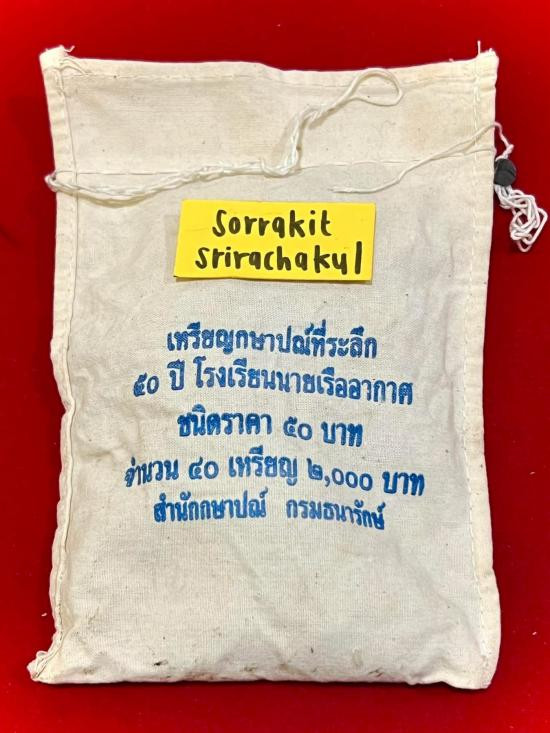 Sorrakit
Srirachakul
เหรียญกษาปณ์ที่ระลึก
๕๐ ปี โรงเรียนนายเรืออากาศ
ชนิดราคา ๕๐ บาท
จำนวน ๔๐ เหรียญ ๒,๐๐๐ บาท
สำนักกษาปณ์ กรมธนารักษ์